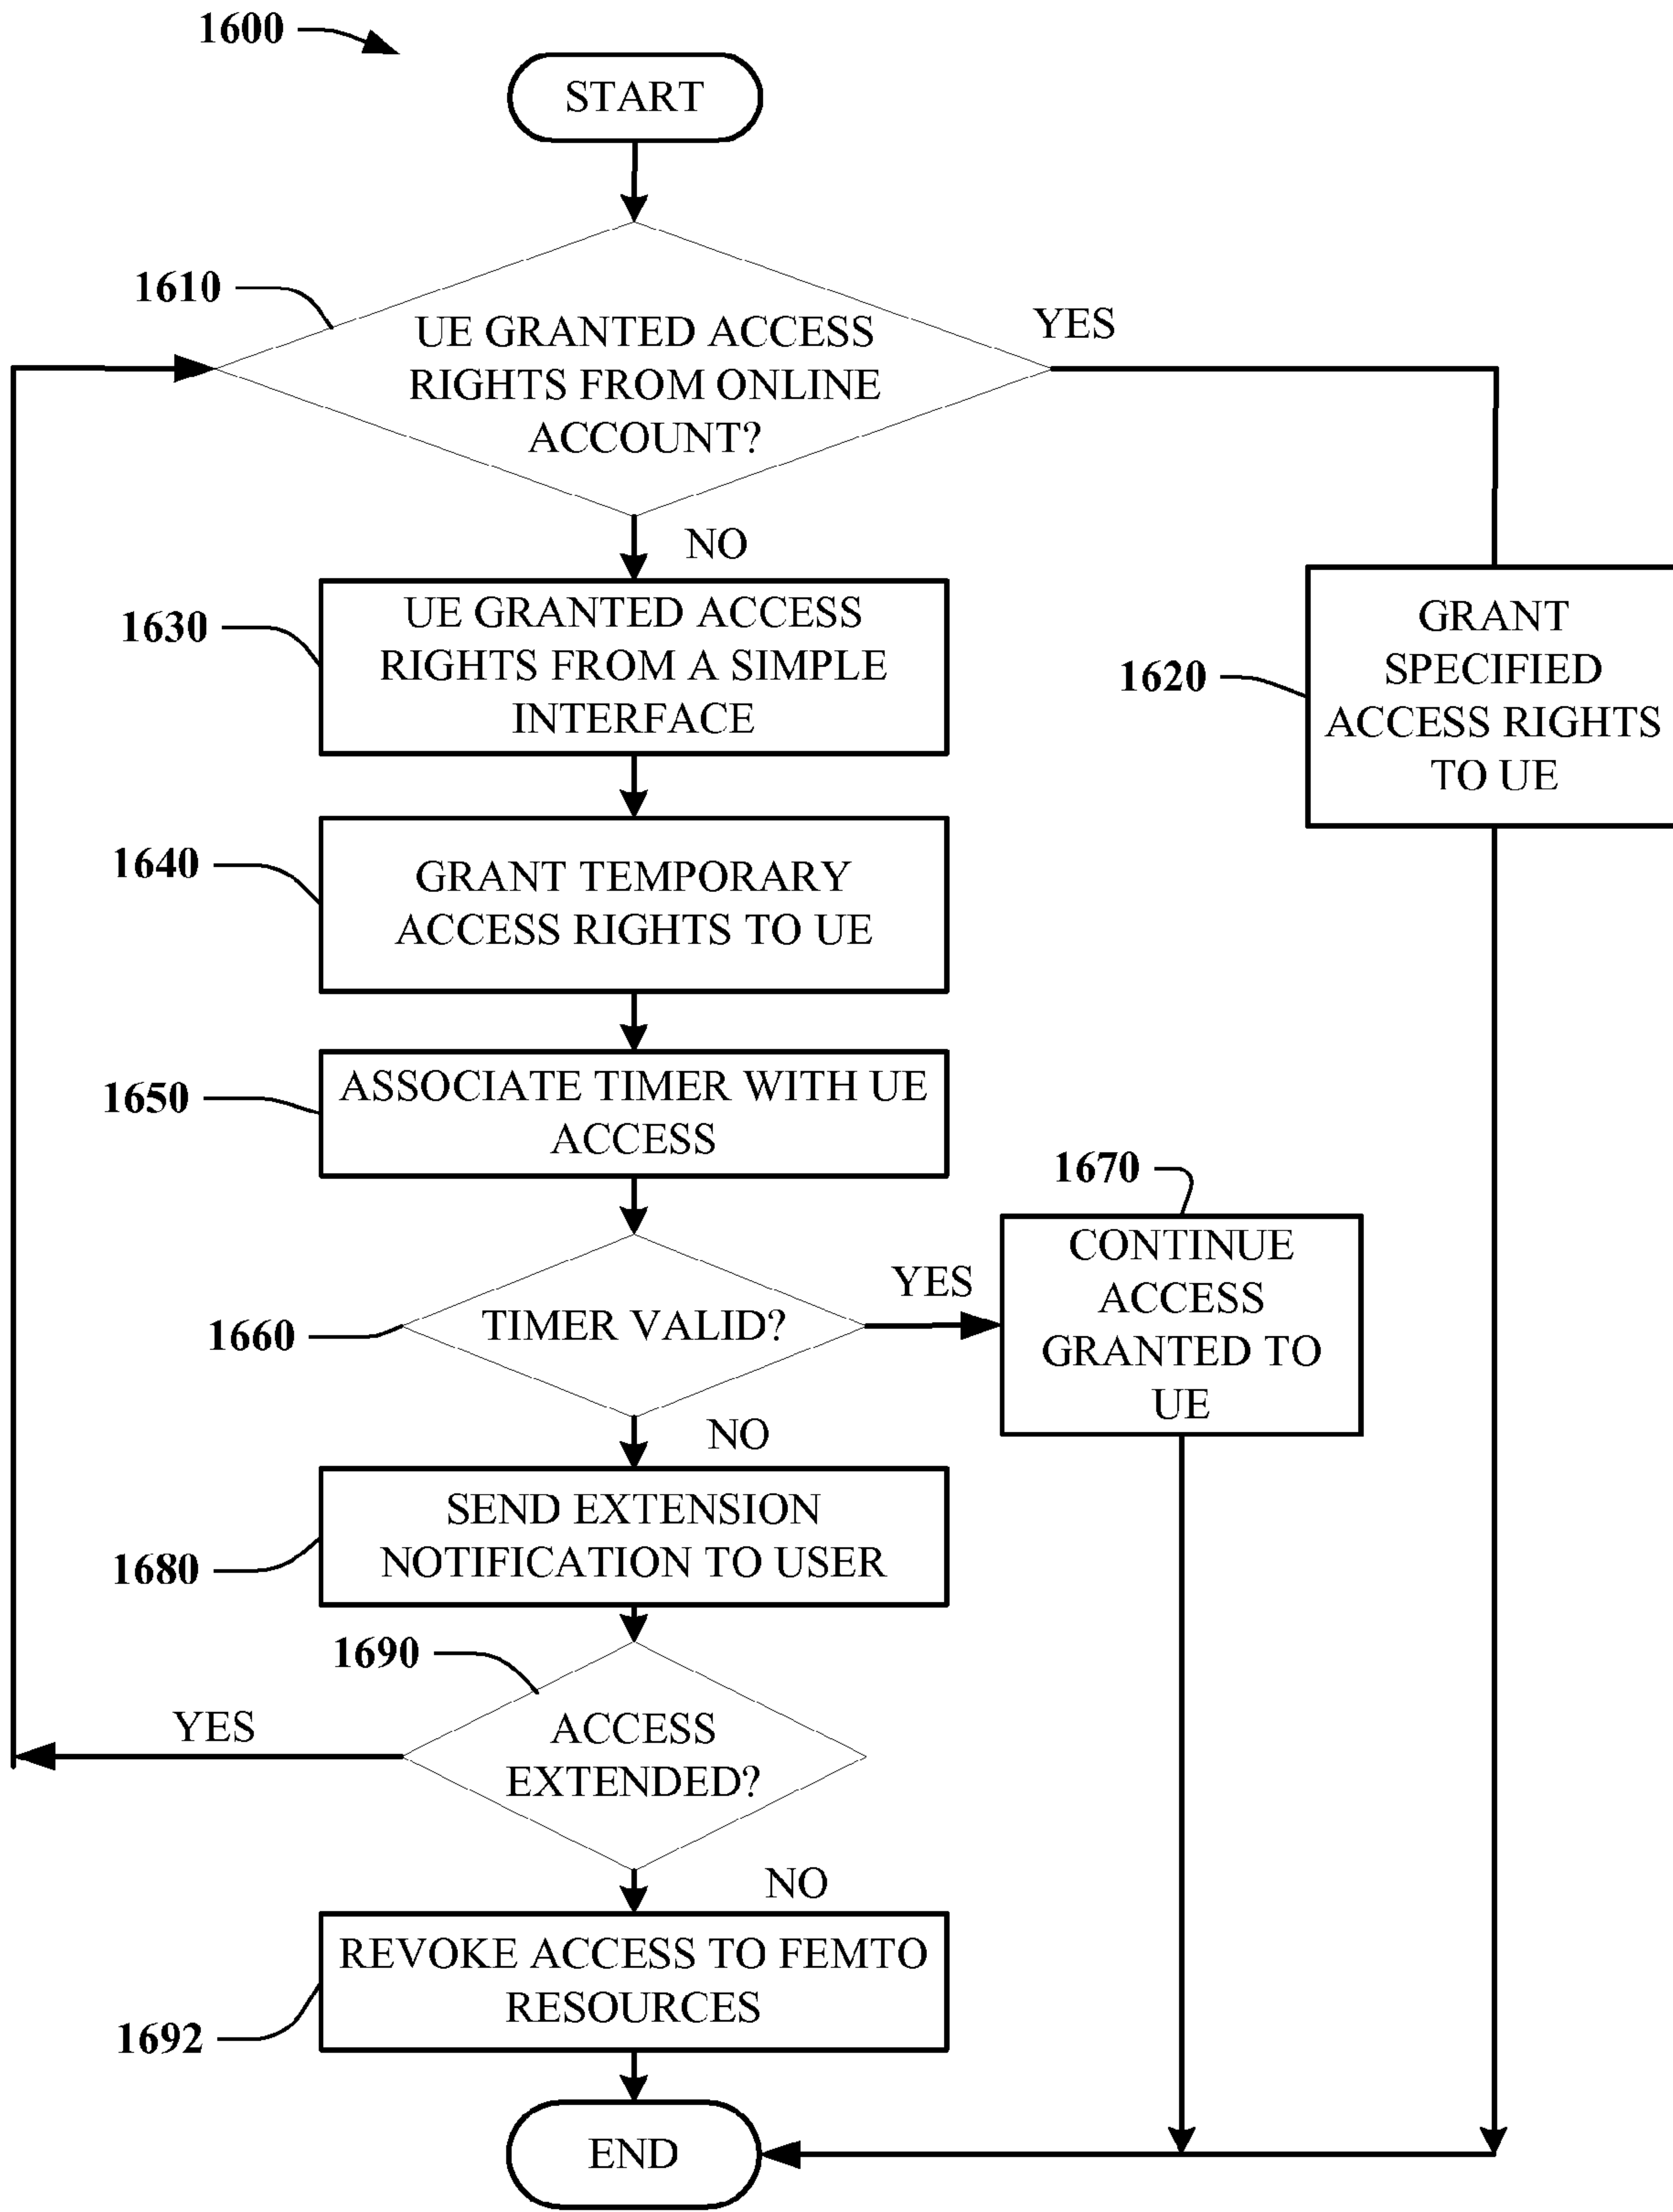 1600
START
1610
UE GRANTED ACCESS
RIGHTS FROM ONLINE
ACCOUNT?
YES
NO
1630
UE GRANTED ACCESS
RIGHTS FROM A SIMPLE
INTERFACE
1620
GRANT
SPECIFIED
ACCESS RIGHTS
TO UE
1640
GRANT TEMPORARY
ACCESS RIGHTS TO UE
1650
ASSOCIATE TIMER WITH UE
ACCESS
1660
TIMER VALID?
YES
1670
CONTINUE
ACCESS
GRANTED TO
UE
NO
1680
SEND EXTENSION
NOTIFICATION TO USER
1690
ACCESS
EXTENDED?
YES
NO
1692
REVOKE ACCESS TO FEMTO
RESOURCES
END